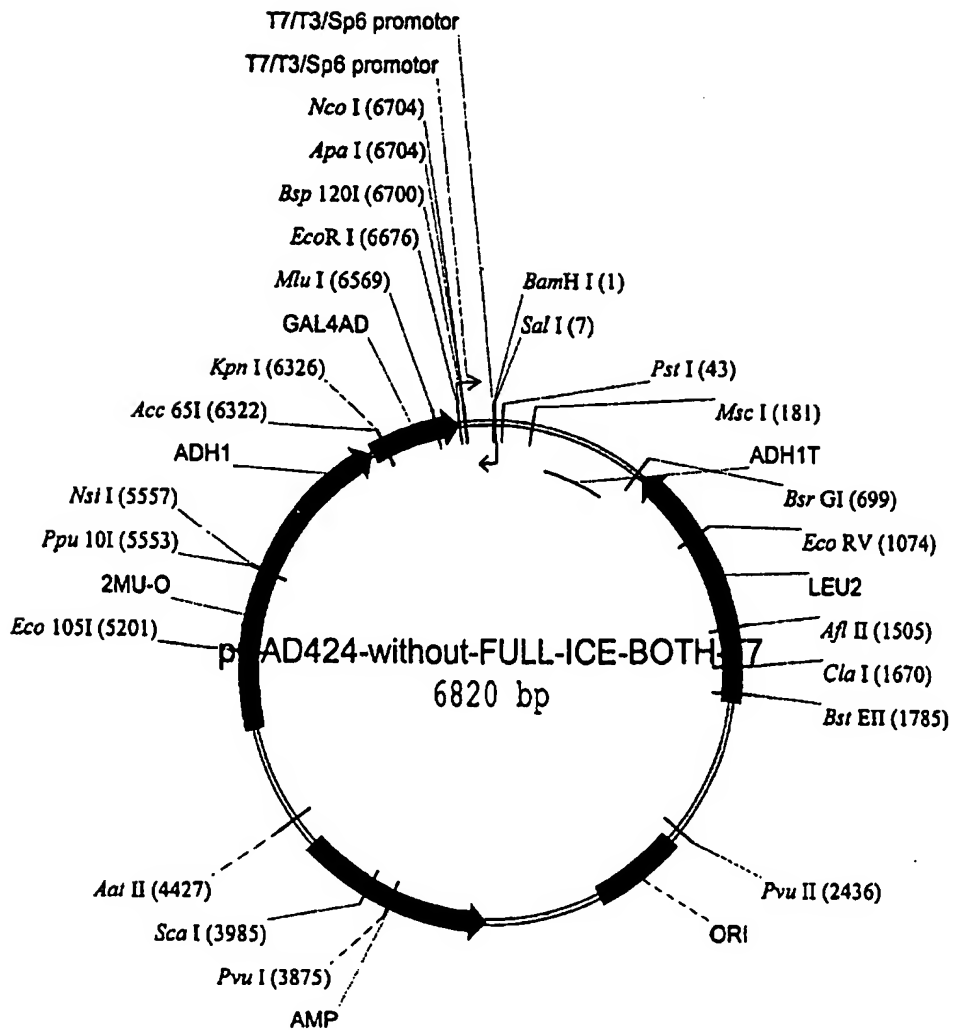 T7/T3/Sp6 promotor
T7/T3/Sp6 promotor
Nco I (6704)
Apa I (6704)
Bsp 120I (6700)
EcoR I (6676)
Mlu I (6569)
GAL4AD
Kpn I (6326)
Acc 65I (6322)
ADH1
Nsi I (5557)
Ppu 10I (5553)
2MU-O
Eco 105I (5201)
BamH I (1)
Sal I (7)
Pst I (43)
Msc I (181)
ADH1T
Bsr GI (699)
Eco RV (1074)
LEU2
Afl II (1505)
Cla I (1670)
Bst EII (1785)
p AD424-without-FULL-ICE-BOTH- 7
6820 bp
Aat II (4427)
Sca I (3985)
Pvu I (3875)
AMP
Pvu II (2436)
ORI